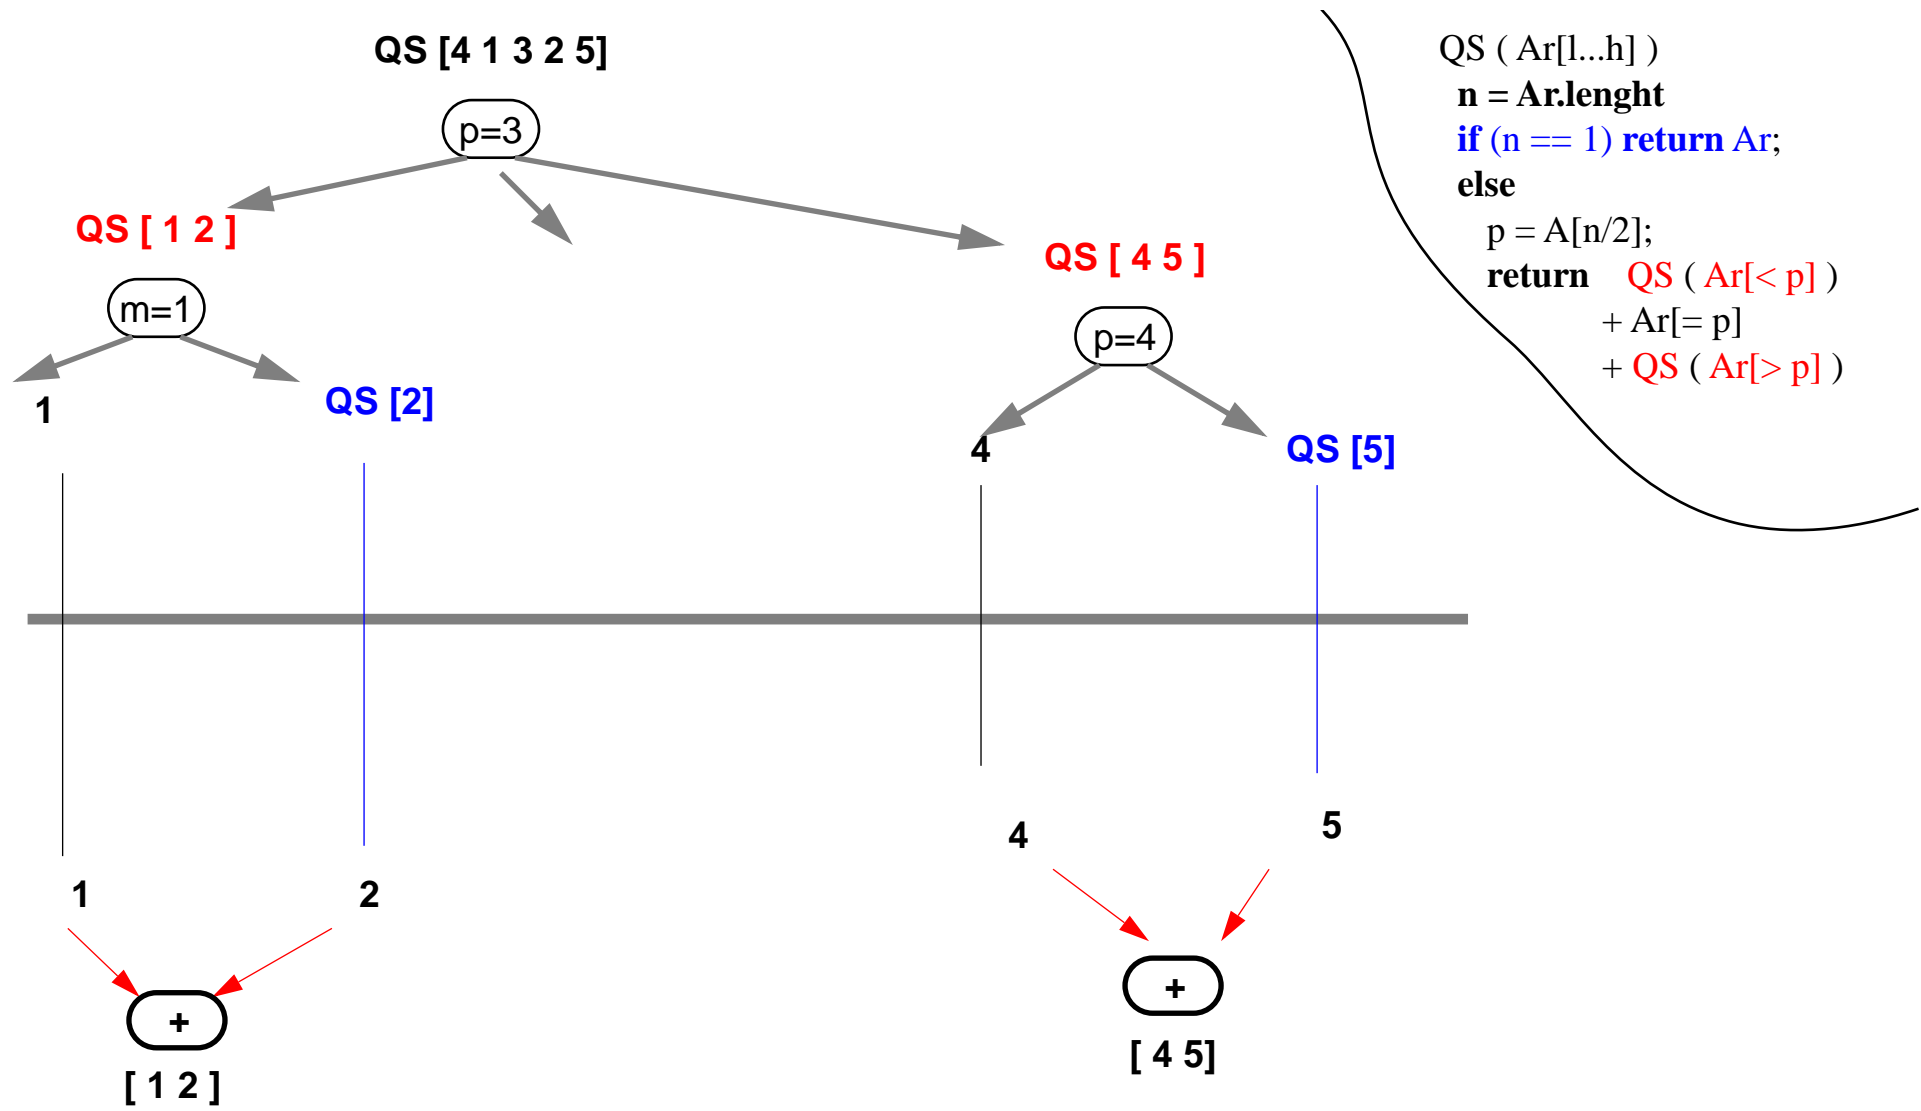 QS [4 1 3 2 5]
p=3
QS [ 1 2 ]
QS [ 4 5 ]
m=1
p=4
1
QS [2]
4
QS [5]
4
5
1
2
+
+
[ 4 5]
[ 1 2 ]
QS ( Ar[l...h] )
n = Ar.lenght
if (n == 1) return Ar;
else
p = A[n/2];
return QS ( Ar[< p] )
+ Ar[= p]
+ QS ( Ar[> p] )